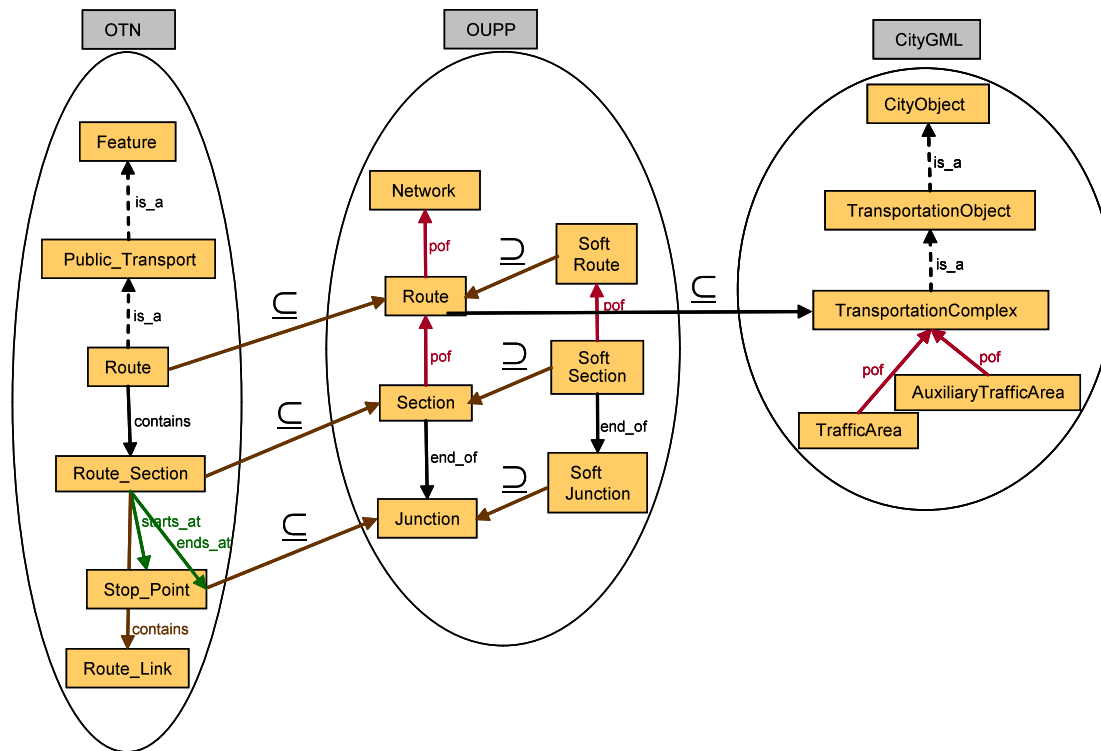 OTN
OUPP
CityGML
Feature
is_a
Public_Transport
is_a
Route
contains
Route_Section
starts_at
ends_at
Stop_Point
contains
Route_Link
⊆
⊆
⊆
Network
pof
Route
pof
Section
end_of
Junction
⊇
⊇
⊇
Soft
Route
pof
Soft
Section
end_of
Soft
Junction
⊆
CityObject
is_a
TransportationObject
is_a
TransportationComplex
pof
pof
AuxiliaryTrafficArea
TrafficArea